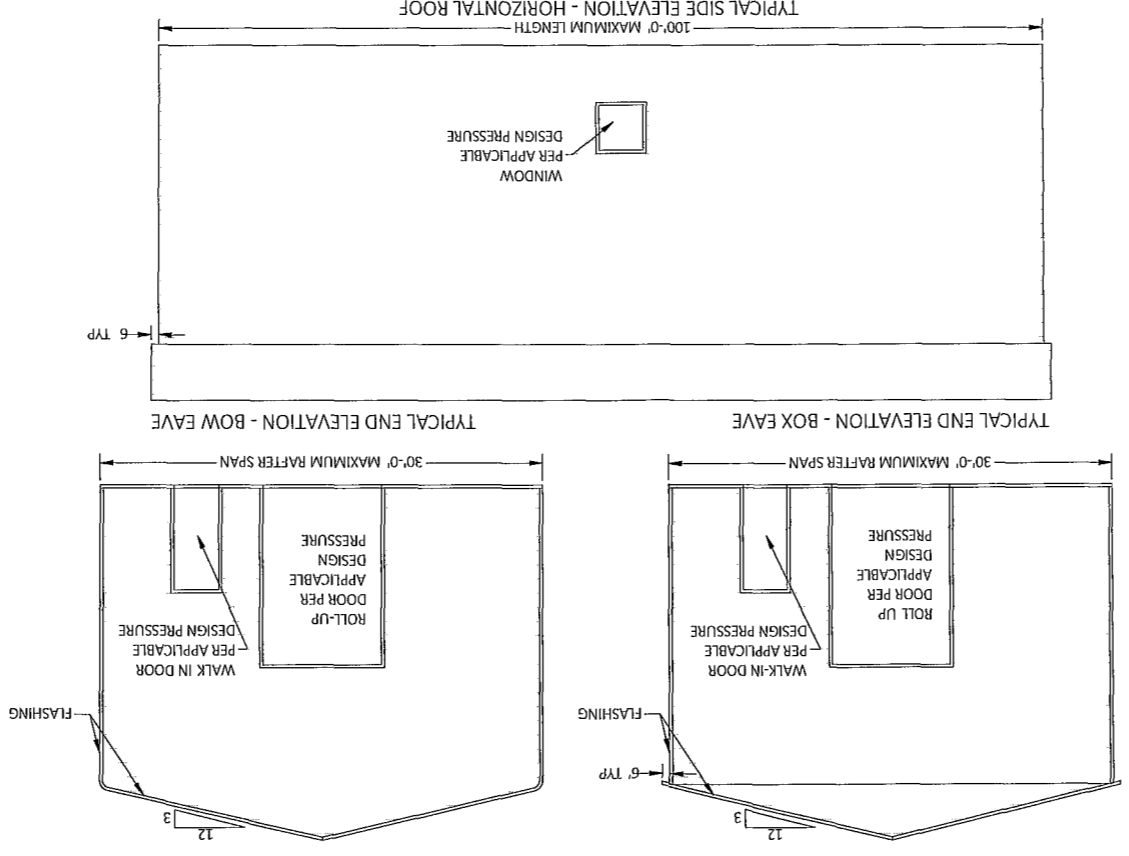 12
3
6' TYP
FLASHING
WALK-IN DOOR
PER APPLICABLE
DESIGN PRESSURE
ROLL UP
DOOR PER
APPLICABLE
DESIGN
PRESSURE
30'-0" MAXIMUM RAFTER SPAN
TYPICAL END ELEVATION - BOX EAVE
12
3
FLASHING
WALK IN DOOR
PER APPLICABLE
DESIGN PRESSURE
ROLL-UP
DOOR PER
APPLICABLE
DESIGN
PRESSURE
30'-0" MAXIMUM RAFTER SPAN
TYPICAL END ELEVATION - BOW EAVE
6 TYP
WINDOW
PER APPLICABLE
DESIGN PRESSURE
100'-0" MAXIMUM LENGTH
TYPICAL SIDE ELEVATION - HORIZONTAL ROOF